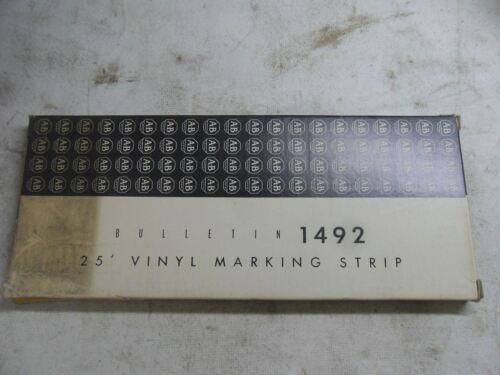 BULLETIN 1492
25' VINYL MARKING STRIP